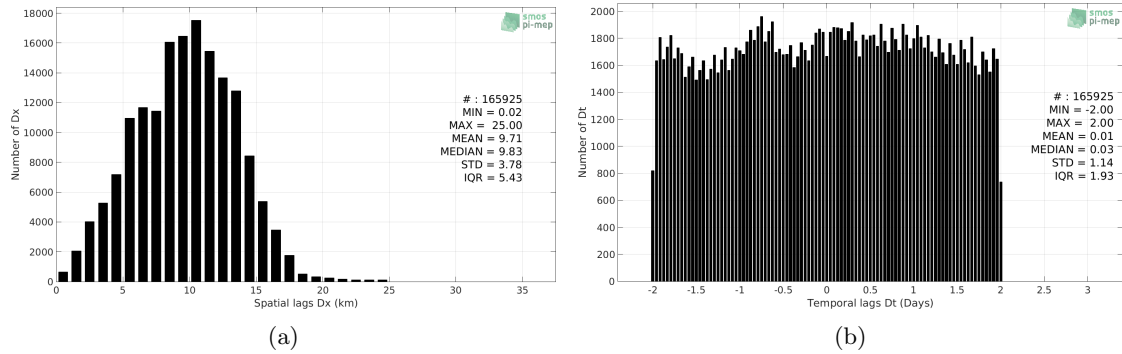 18000
16000
14000
12000
10000
8000
6000
4000
2000
0
Number of Dx
0 5 10 15 20 25 30 35
Spatial lags Dx (km)
smos
pi-mep
# : 165925
MIN = 0.02
MAX = 25.00
MEAN = 9.71
MEDIAN = 9.83
STD = 3.78
IQR = 5.43
(a)
2000
1800
1600
1400
1200
1000
800
600
400
200
0
Number of Dt
-2 -1.5 -1 -0.5 0 0.5 1 1.5 2 2.5 3
Temporal lags Dt (Days)
smos
pi-mep
# : 165925
MIN = -2.00
MAX = 2.00
MEAN = 0.01
MEDIAN = 0.03
STD = 1.14
IQR = 1.93
(b)